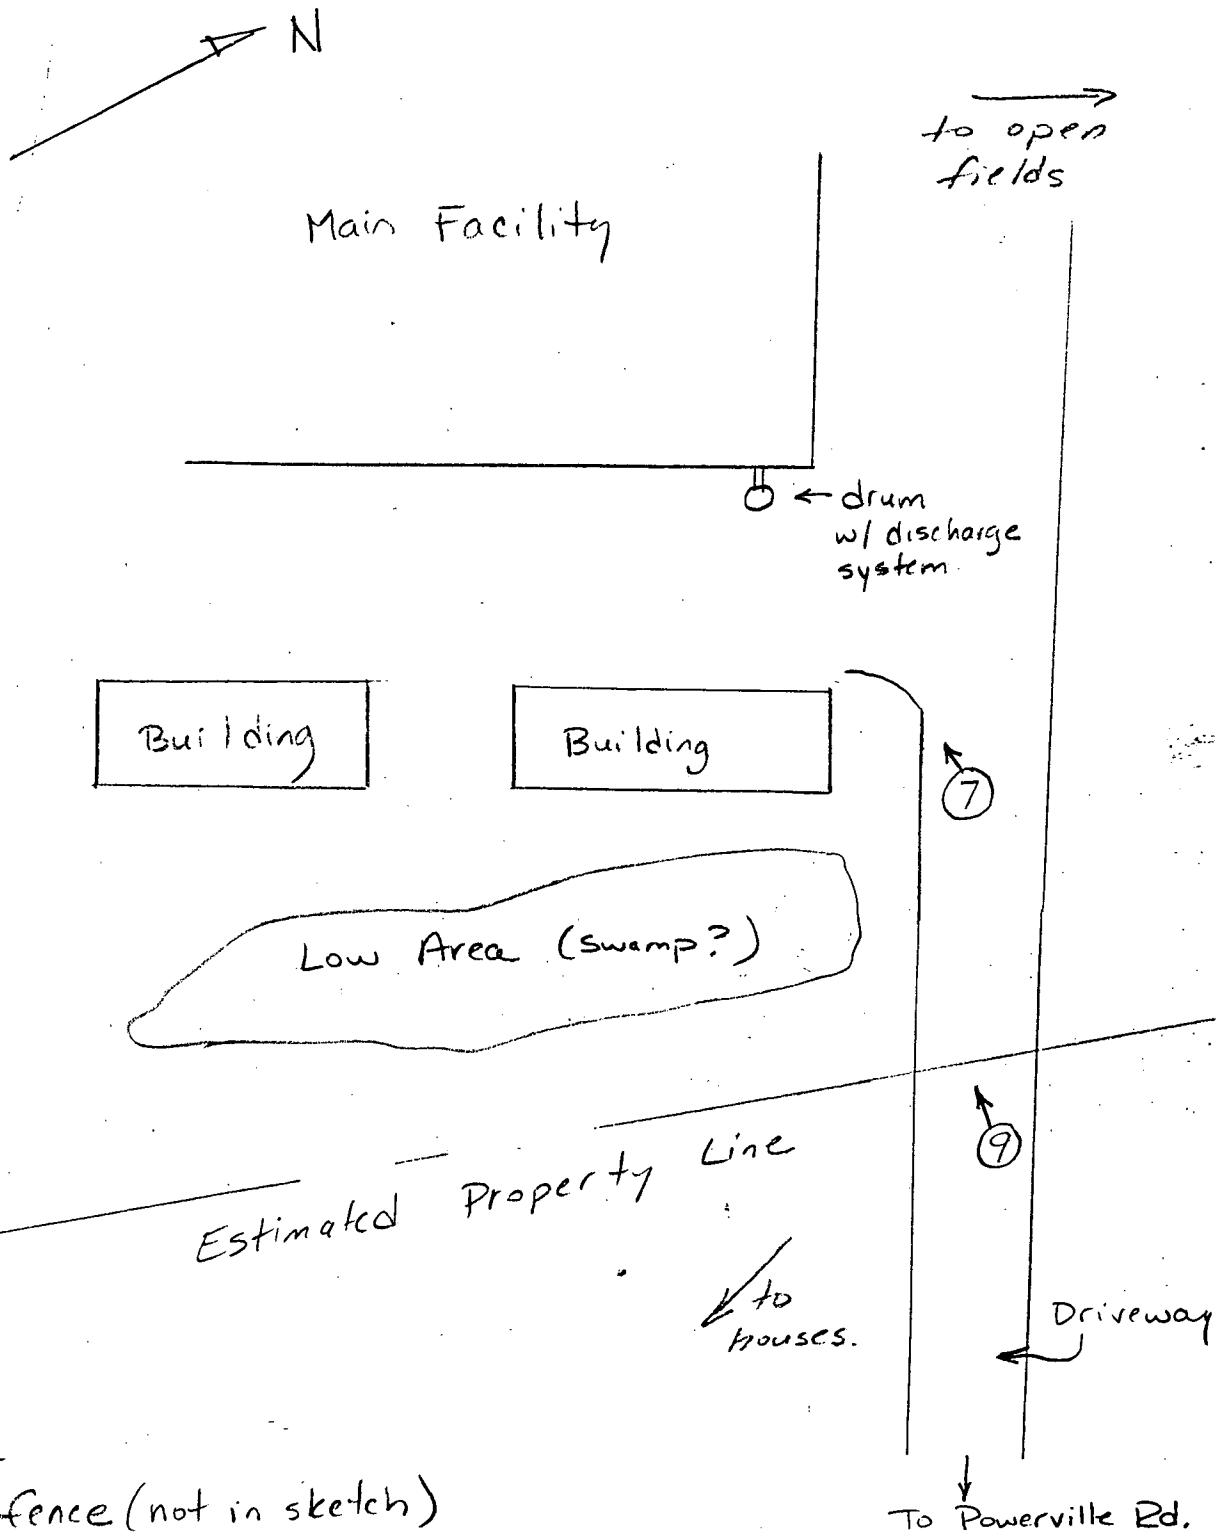 N
to open
fields
Main Facility
drum
w/ discharge
system
Building
Building
7
Low Area (swamp?)
9
Estimated Property Line
to
houses.
Driveway
fence (not in sketch)
To Powerville Rd.